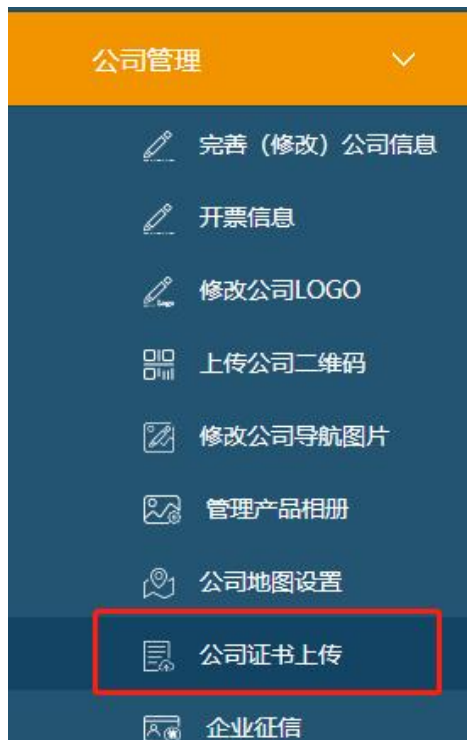 公司管理
完善（修改）公司信息
开票信息
修改公司LOGO
上传公司二维码
修改公司导航图片
管理产品相册
公司地图设置
公司证书上传
企业征信